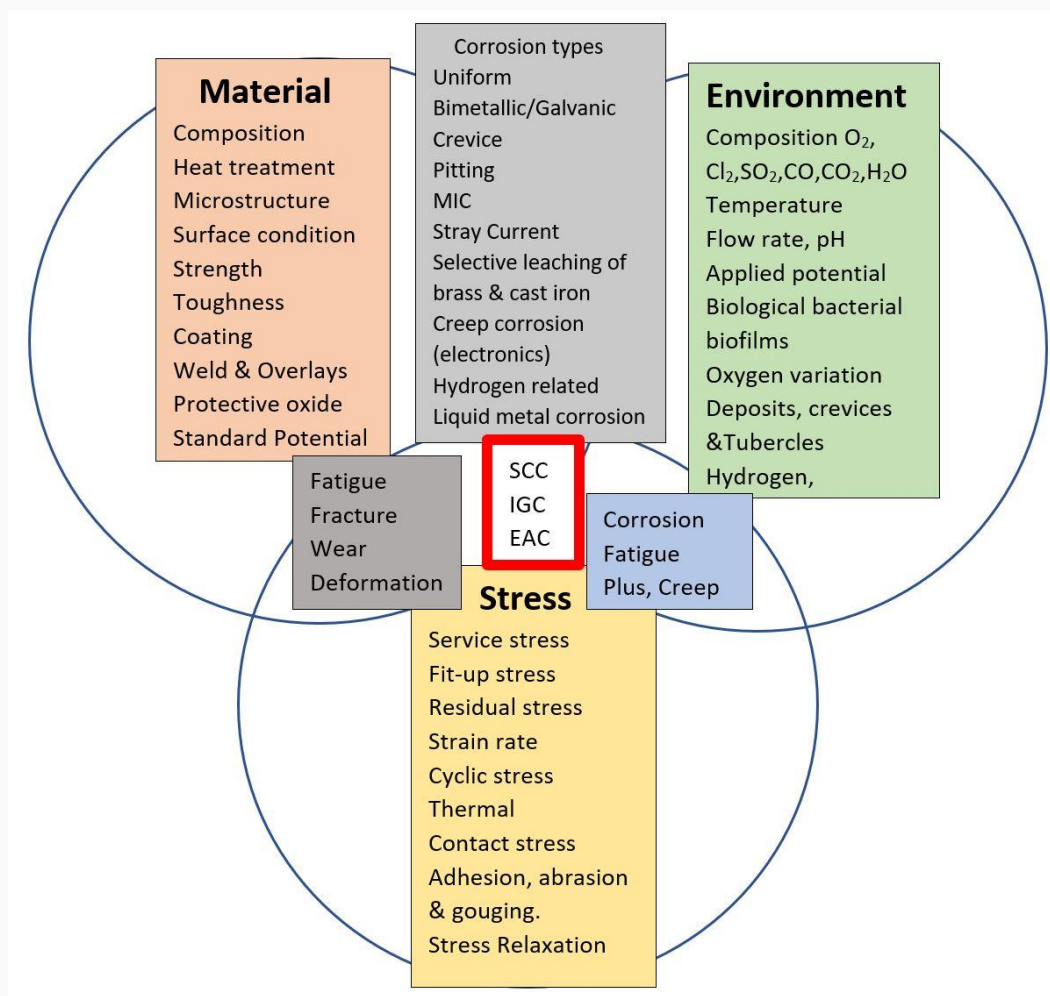 Material
Composition
Heat treatment
Microstructure
Surface condition
Strength
Toughness
Coating
Weld & Overlays
Protective oxide
Standard Potential
Corrosion types
Uniform
Bimetallic/Galvanic
Crevice
Pitting
MIC
Stray Current
Selective leaching of
brass & cast iron
Creep corrosion
(electronics)
Hydrogen related
Liquid metal corrosion
Environment
Composition O₂,
Cl₂,SO₂,CO,CO₂,H₂O
Temperature
Flow rate, pH
Applied potential
Biological bacterial
biofilms
Oxygen variation
Deposits, crevices
&Tubercles
Hydrogen,
Fatigue
Fracture
Wear
Deformation
SCC
IGC
EAC
Corrosion
Fatigue
Plus, Creep
Stress
Service stress
Fit-up stress
Residual stress
Strain rate
Cyclic stress
Thermal
Contact stress
Adhesion, abrasion
& gouging.
Stress Relaxation